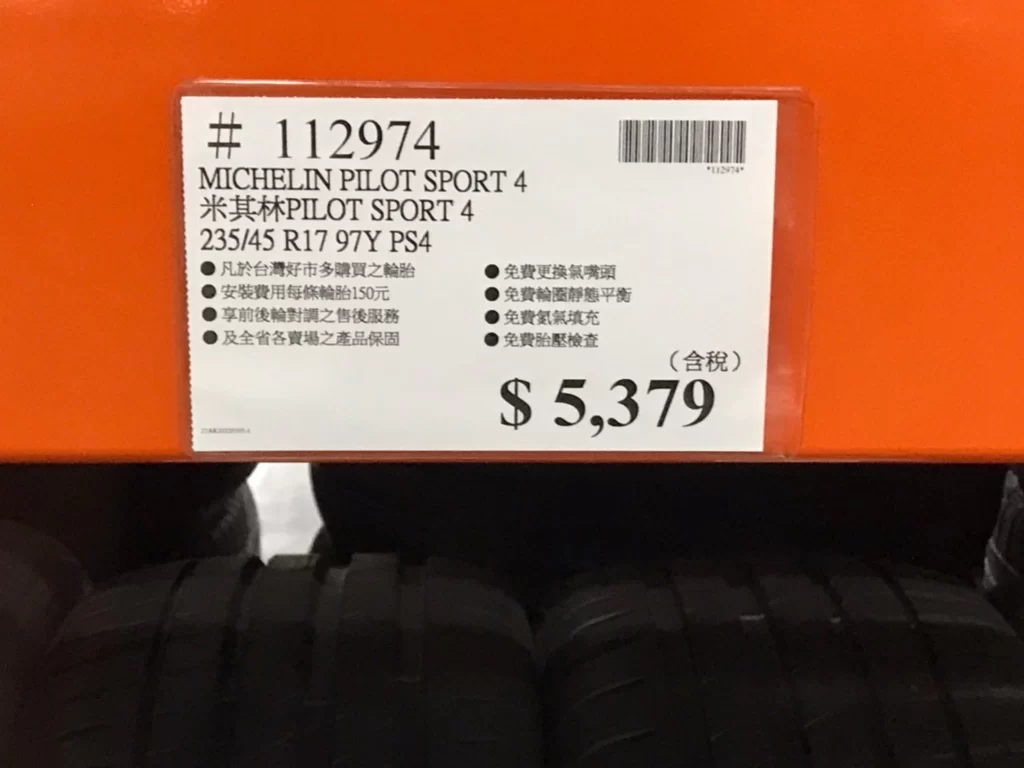 # 112974
*112974*
MICHELIN PILOT SPORT 4
米其林PILOT SPORT 4
235/45 R17 97Y PS4
●凡於台灣好市多購買之輪胎
●安裝費用每條輪胎150元
●享前後輪對調之售後服務
●及全省各賣場之產品保固
●免費更換氣嘴頭
●免費輪圈靜態平衡
●免費氮氣填充
●免費胎壓檢查
（含稅）
$ 5,379